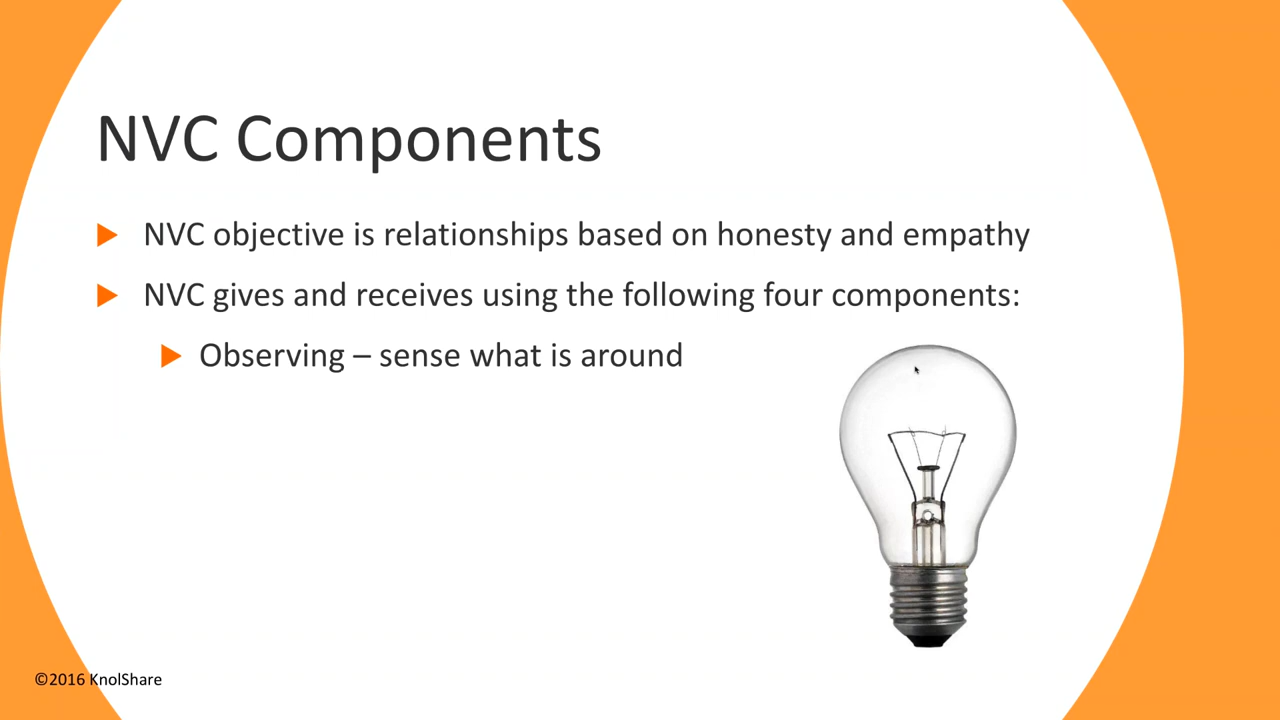 NVC Components
NVC objective is relationships based on honesty and empathy
NVC gives and receives using the following four components:
Observing – sense what is around
©2016 KnolShare